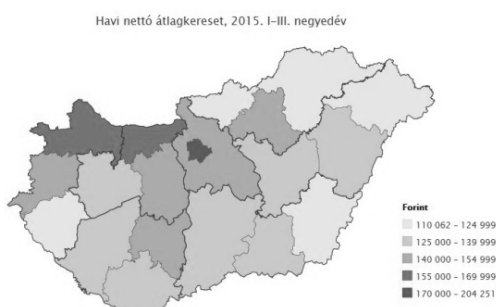 Havi nettó átlagkereset, 2015. I-III. negyedév
Forint
110 062 - 124 999
125 000 - 139 999
140 000 - 154 999
155 000 - 169 999
170 000 - 204 251